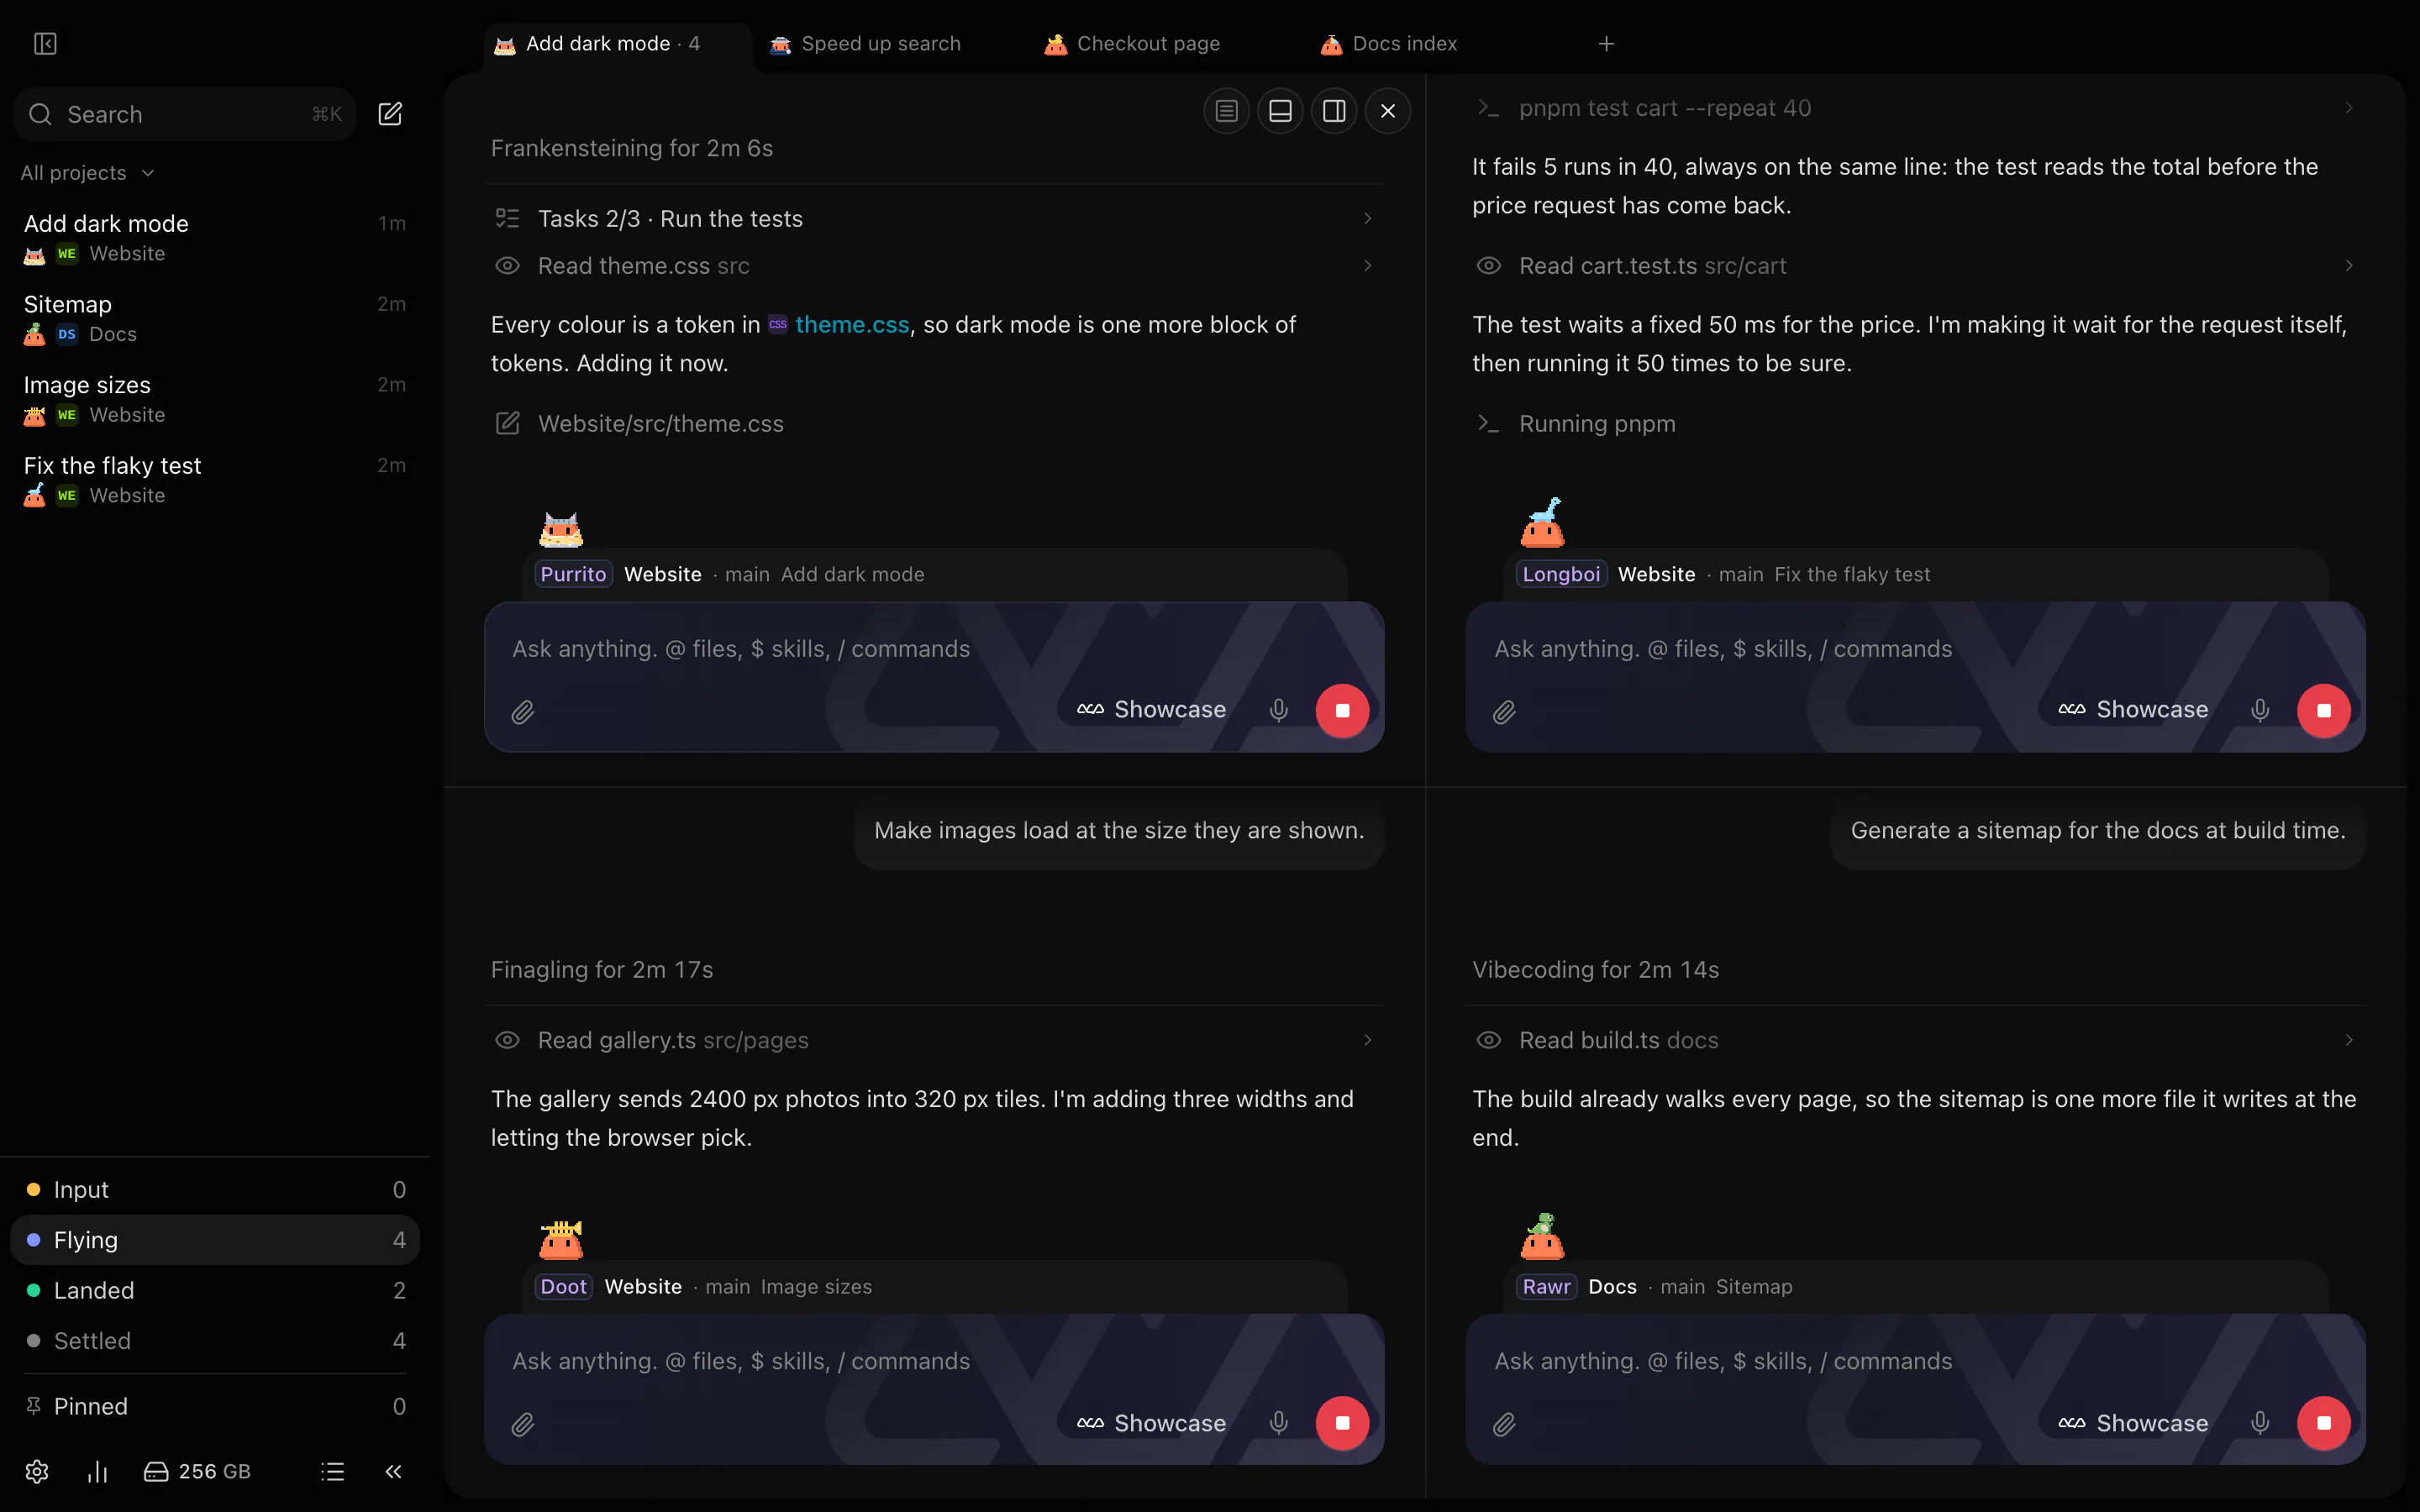 Add dark mode · 4
Speed up search
Checkout page
Docs index
Search ⌘K
All projects
Add dark mode 1m
WE Website
Sitemap 2m
DS Docs
Image sizes 2m
WE Website
Fix the flaky test 2m
WE Website
Input 0
Flying 4
Landed 2
Settled 4
Pinned 0
256 GB
Frankensteining for 2m 6s
Tasks 2/3 · Run the tests
Read theme.css src
Every colour is a token in CSS theme.css, so dark mode is one more block of
tokens. Adding it now.
Website/src/theme.css
Purrito Website · main Add dark mode
Ask anything. @ files, $ skills, / commands
Showcase
pnpm test cart --repeat 40
It fails 5 runs in 40, always on the same line: the test reads the total before the
price request has come back.
Read cart.test.ts src/cart
The test waits a fixed 50 ms for the price. I'm making it wait for the request itself,
then running it 50 times to be sure.
Running pnpm
Longboi Website · main Fix the flaky test
Ask anything. @ files, $ skills, / commands
Showcase
Make images load at the size they are shown.
Finagling for 2m 17s
Read gallery.ts src/pages
The gallery sends 2400 px photos into 320 px tiles. I'm adding three widths and
letting the browser pick.
Doot Website · main Image sizes
Ask anything. @ files, $ skills, / commands
Showcase
Generate a sitemap for the docs at build time.
Vibecoding for 2m 14s
Read build.ts docs
The build already walks every page, so the sitemap is one more file it writes at the
end.
Rawr Docs · main Sitemap
Ask anything. @ files, $ skills, / commands
Showcase